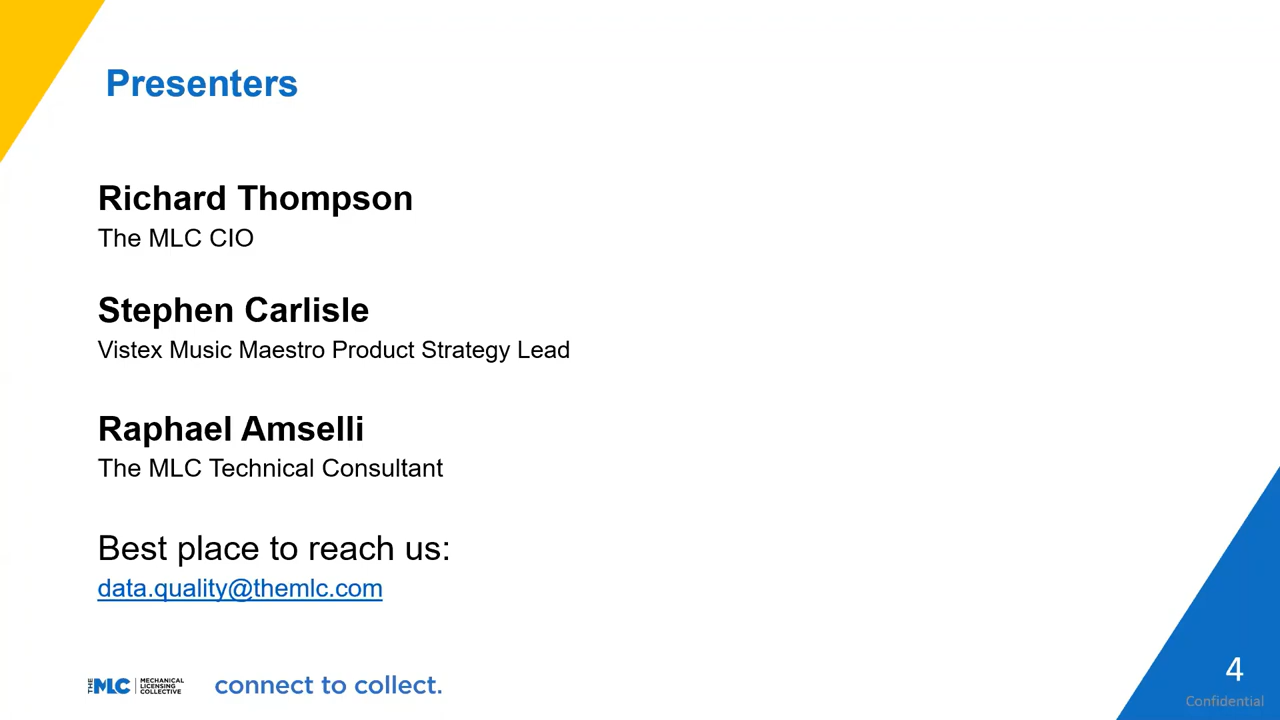 Presenters
Richard Thompson
The MLC CIO
Stephen Carlisle
Vistex Music Maestro Product Strategy Lead
Raphael Amselli
The MLC Technical Consultant
Best place to reach us:
data.quality@themlc.com
THE MLC
MECHANICAL
LICENSING
COLLECTIVE
connect to collect.
4
Confidential